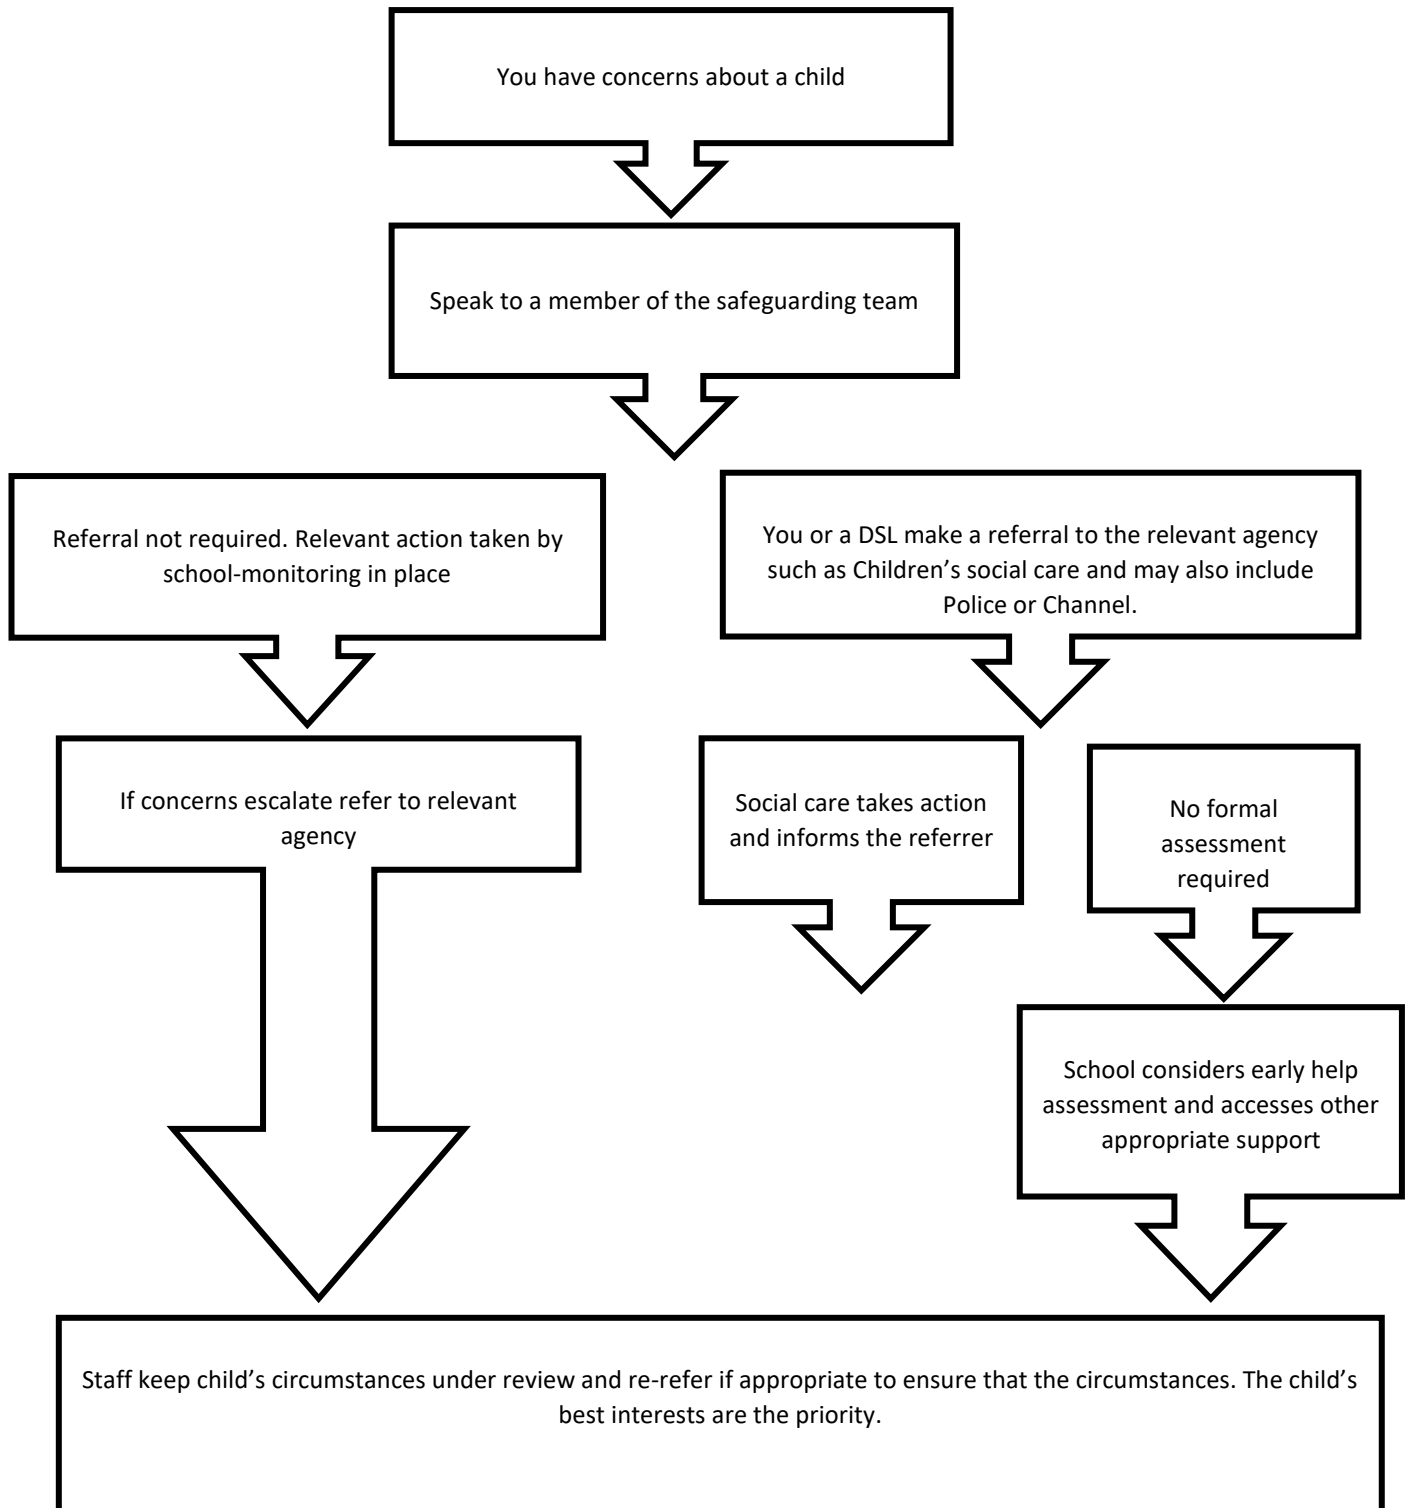 You have concerns about a child
Speak to a member of the safeguarding team
Referral not required. Relevant action taken by
school-monitoring in place
You or a DSL make a referral to the relevant agency
such as Children’s social care and may also include
Police or Channel.
If concerns escalate refer to relevant
agency
Social care takes action
and informs the referrer
No formal
assessment
required
School considers early help
assessment and accesses other
appropriate support
Staff keep child’s circumstances under review and re-refer if appropriate to ensure that the circumstances. The child’s
best interests are the priority.